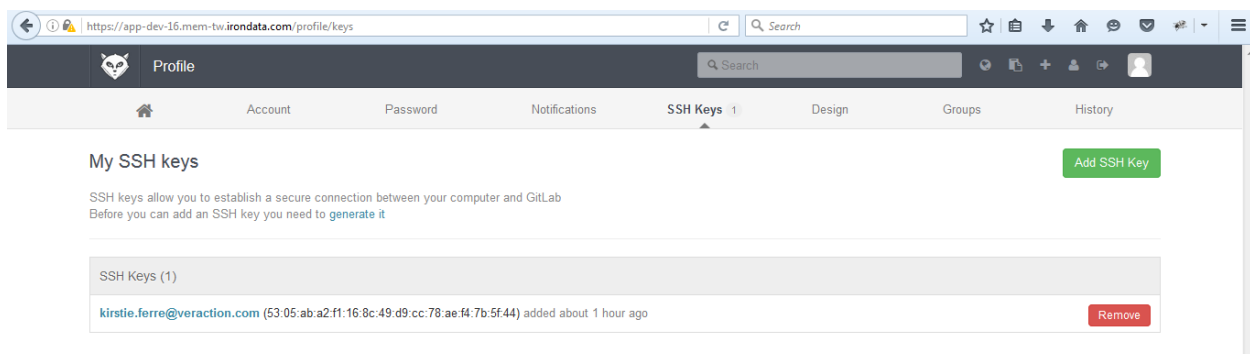 https://app-dev-16.mem-tw.irondata.com/profile/keys
Search
Profile
Search
Account
Password
Notifications
SSH Keys 1
Design
Groups
History
My SSH keys
Add SSH Key
SSH keys allow you to establish a secure connection between your computer and GitLab
Before you can add an SSH key you need to generate it
SSH Keys (1)
kirstie.ferre@veraction.com (53:05:ab:a2:f1:16:8c:49:d9:cc:78:ae:f4:7b:5f:44) added about 1 hour ago
Remove